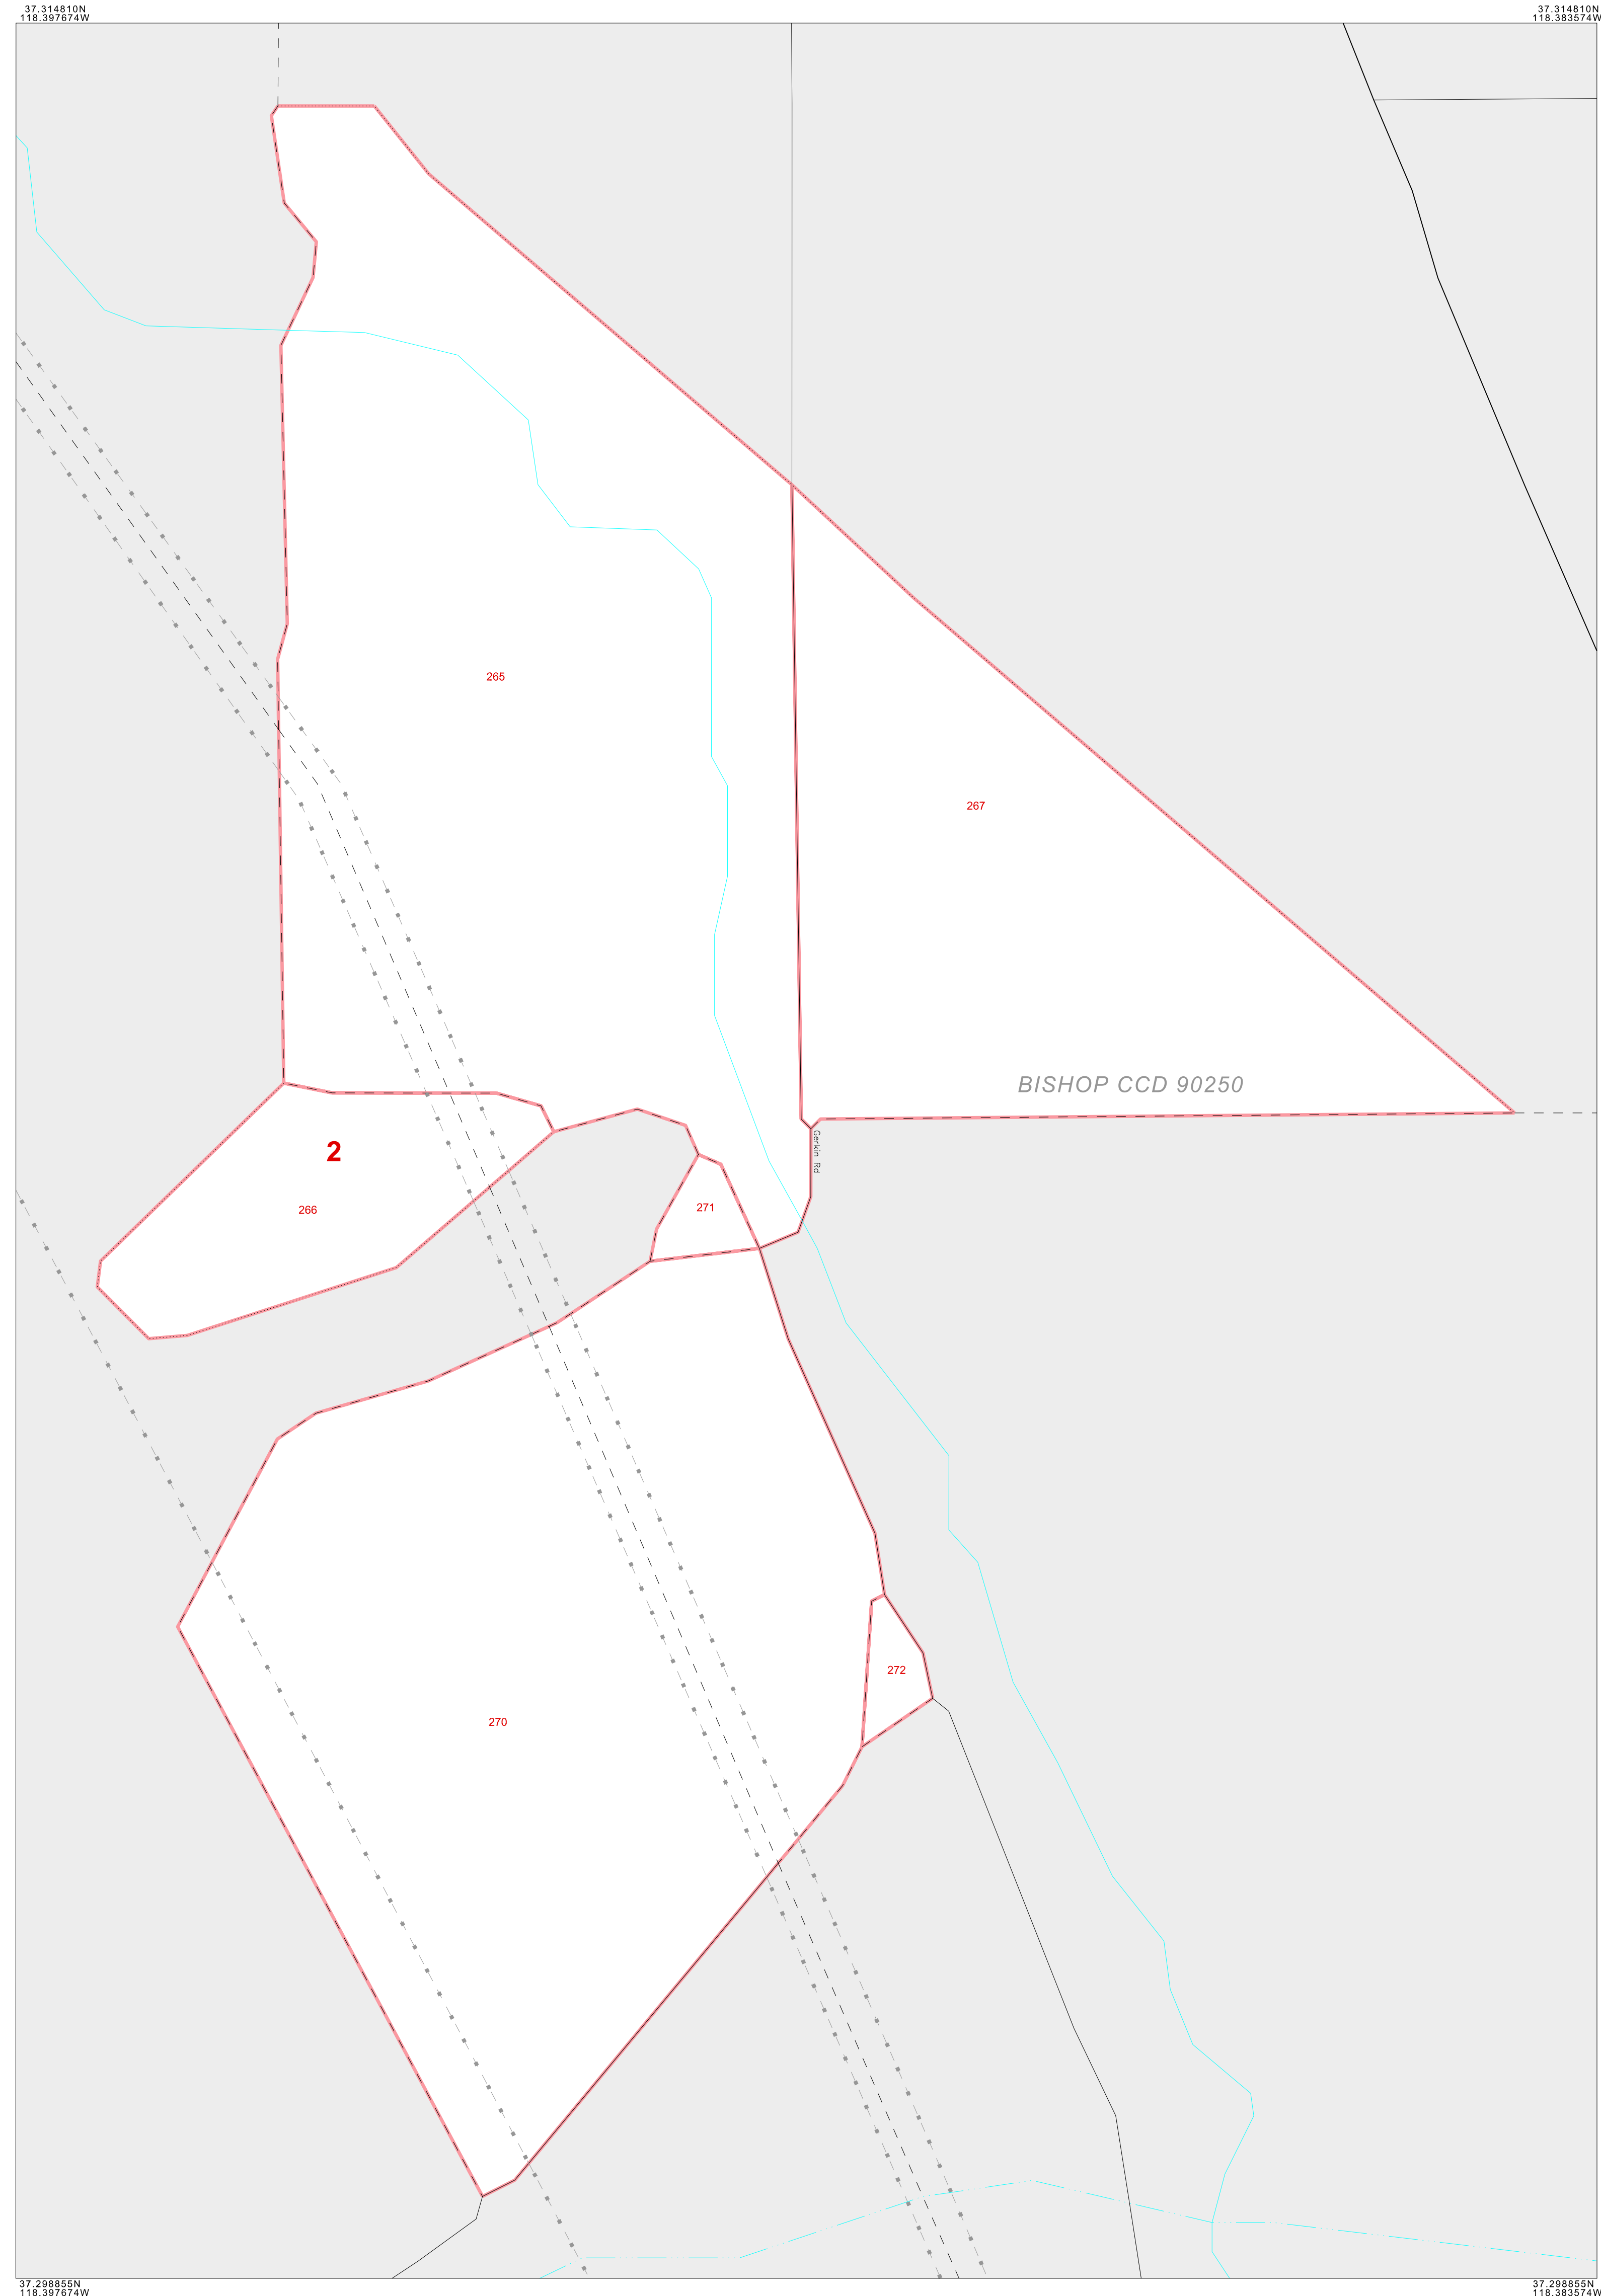 37.314810N
118.397674W
37.314810N
118.383574W
265
267
BISHOP CCD 90250
Gerkin Rd
2
266
271
272
270
37.298855N
118.397674W
37.298855N
118.383574W